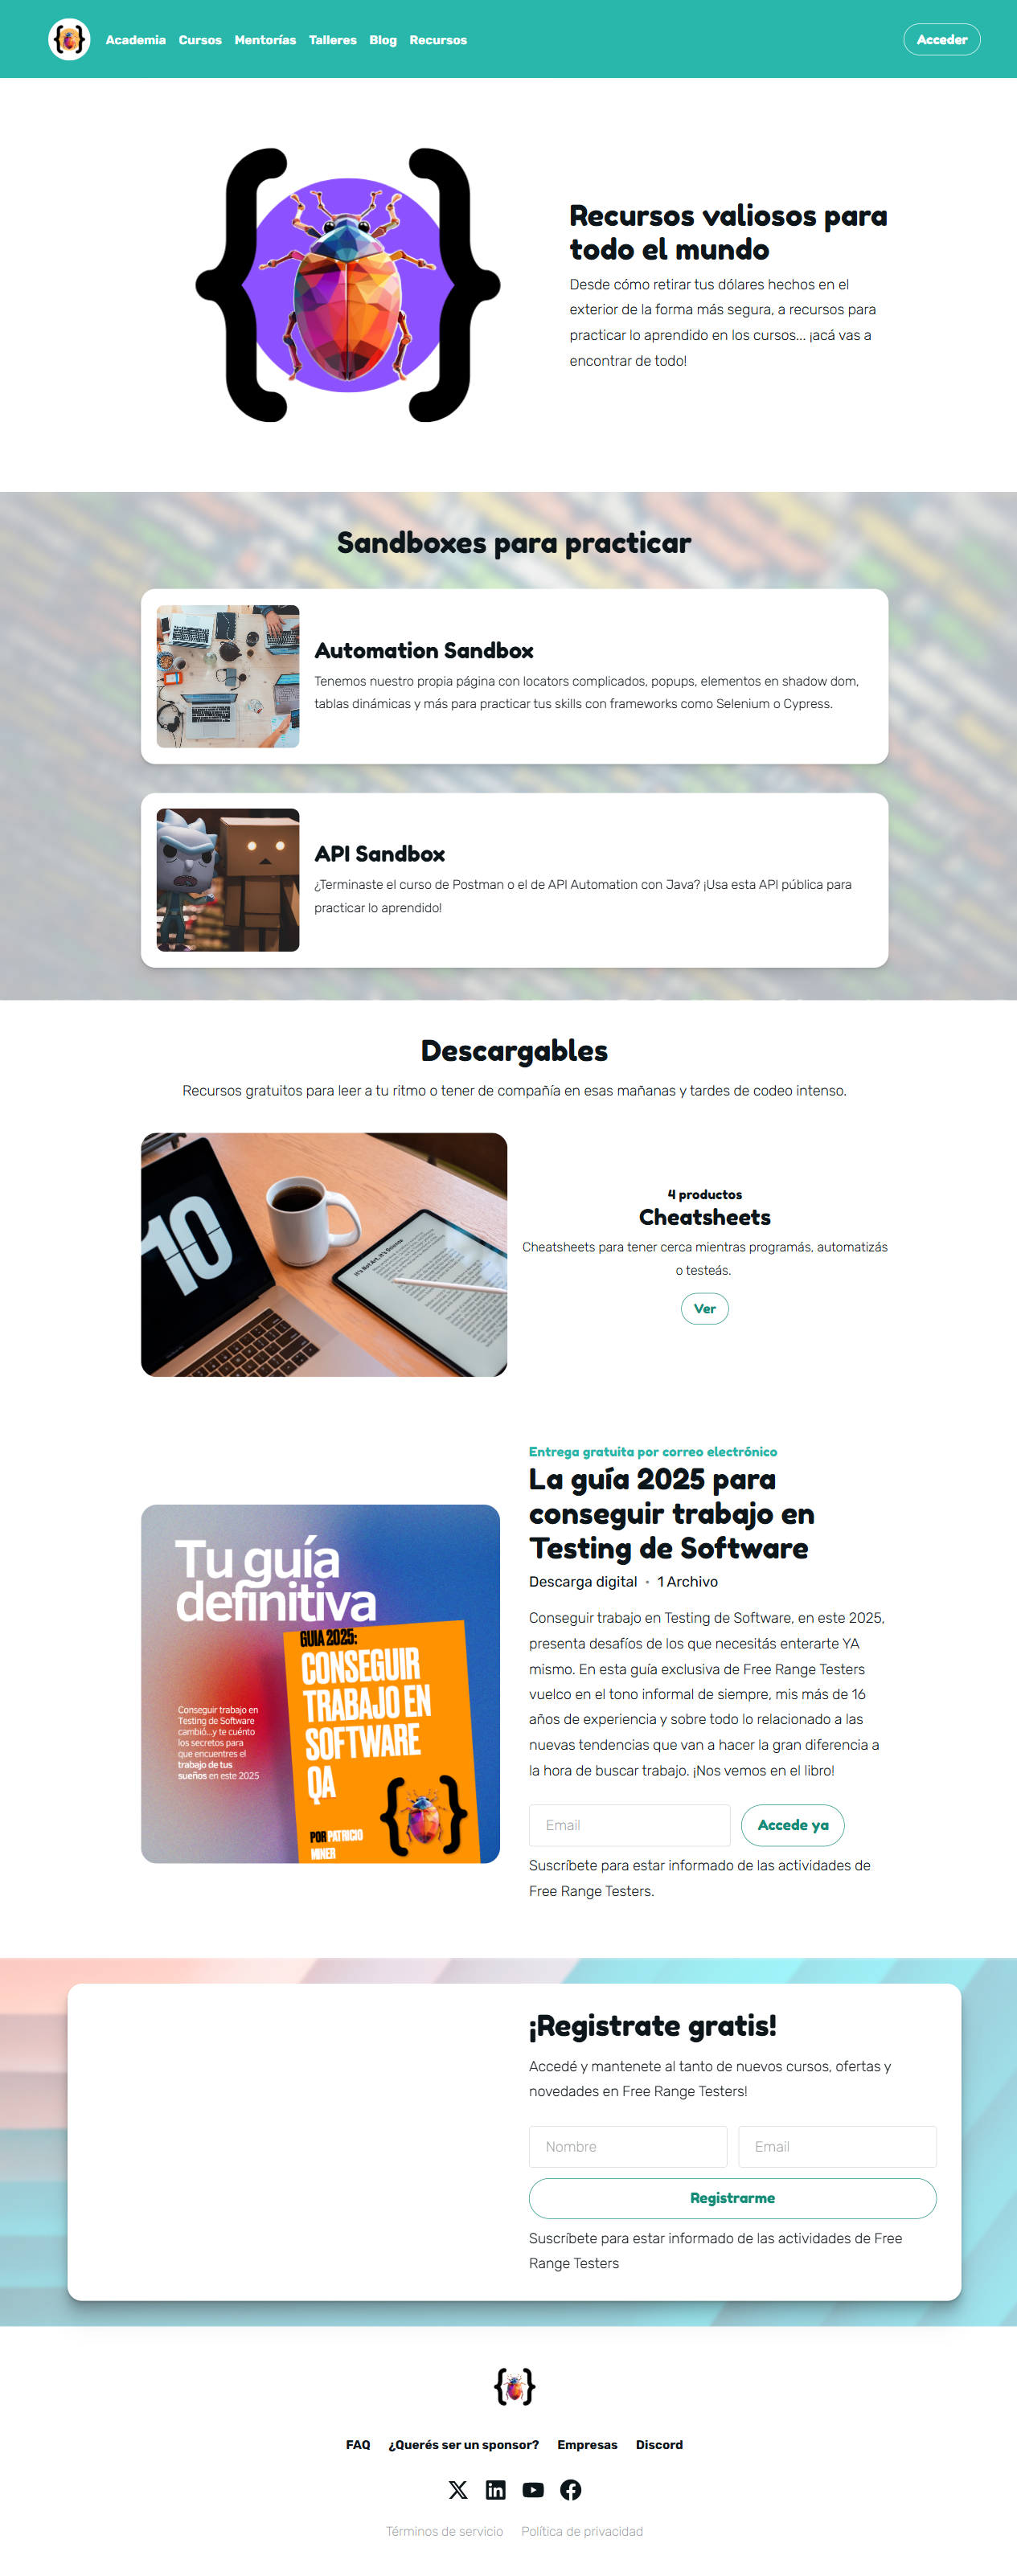 Academia Cursos Mentorías Talleres Blog Recursos Acceder
Recursos valiosos para
todo el mundo
Desde cómo retirar tus dólares hechos en el
exterior de la forma más segura, a recursos para
practicar lo aprendido en los cursos... ¡acá vas a
encontrar de todo!
Sandboxes para practicar
Automation Sandbox
Tenemos nuestro propia página con locators complicados, popups, elementos en shadow dom,
tablas dinámicas y más para practicar tus skills con frameworks como Selenium o Cypress.
API Sandbox
¿Terminaste el curso de Postman o el de API Automation con Java? ¡Usa esta API pública para
practicar lo aprendido!
Descargables
Recursos gratuitos para leer a tu ritmo o tener de compañía en esas mañanas y tardes de codeo intenso.
10
It's Not Art, It's Science
4 productos
Cheatsheets
Cheatsheets para tener cerca mientras programás, automatizás
o testeás.
Ver
Tu guía
definitiva
GUIA 2025:
CONSEGUIR
TRABAJO EN
SOFTWARE
QA
POR PATRICIO
MINER
Conseguir trabajo en
Testing de Software
cambió...y te cuénto
los secretos para
que encuentres el
trabajo de tus
sueños en este 2025
Entrega gratuita por correo electrónico
La guía 2025 para
conseguir trabajo en
Testing de Software
Descarga digital • 1 Archivo
Conseguir trabajo en Testing de Software, en este 2025,
presenta desafíos de los que necesitás enterarte YA
mismo. En esta guía exclusiva de Free Range Testers
vuelco en el tono informal de siempre, mis más de 16
años de experiencia y sobre todo lo relacionado a las
nuevas tendencias que van a hacer la gran diferencia a
la hora de buscar trabajo. ¡Nos vemos en el libro!
Email Accede ya
Suscríbete para estar informado de las actividades de
Free Range Testers.
¡Registrate gratis!
Accedé y mantenete al tanto de nuevos cursos, ofertas y
novedades en Free Range Testers!
Nombre Email
Registrarme
Suscríbete para estar informado de las actividades de Free
Range Testers
FAQ ¿Querés ser un sponsor? Empresas Discord
Términos de servicio Política de privacidad